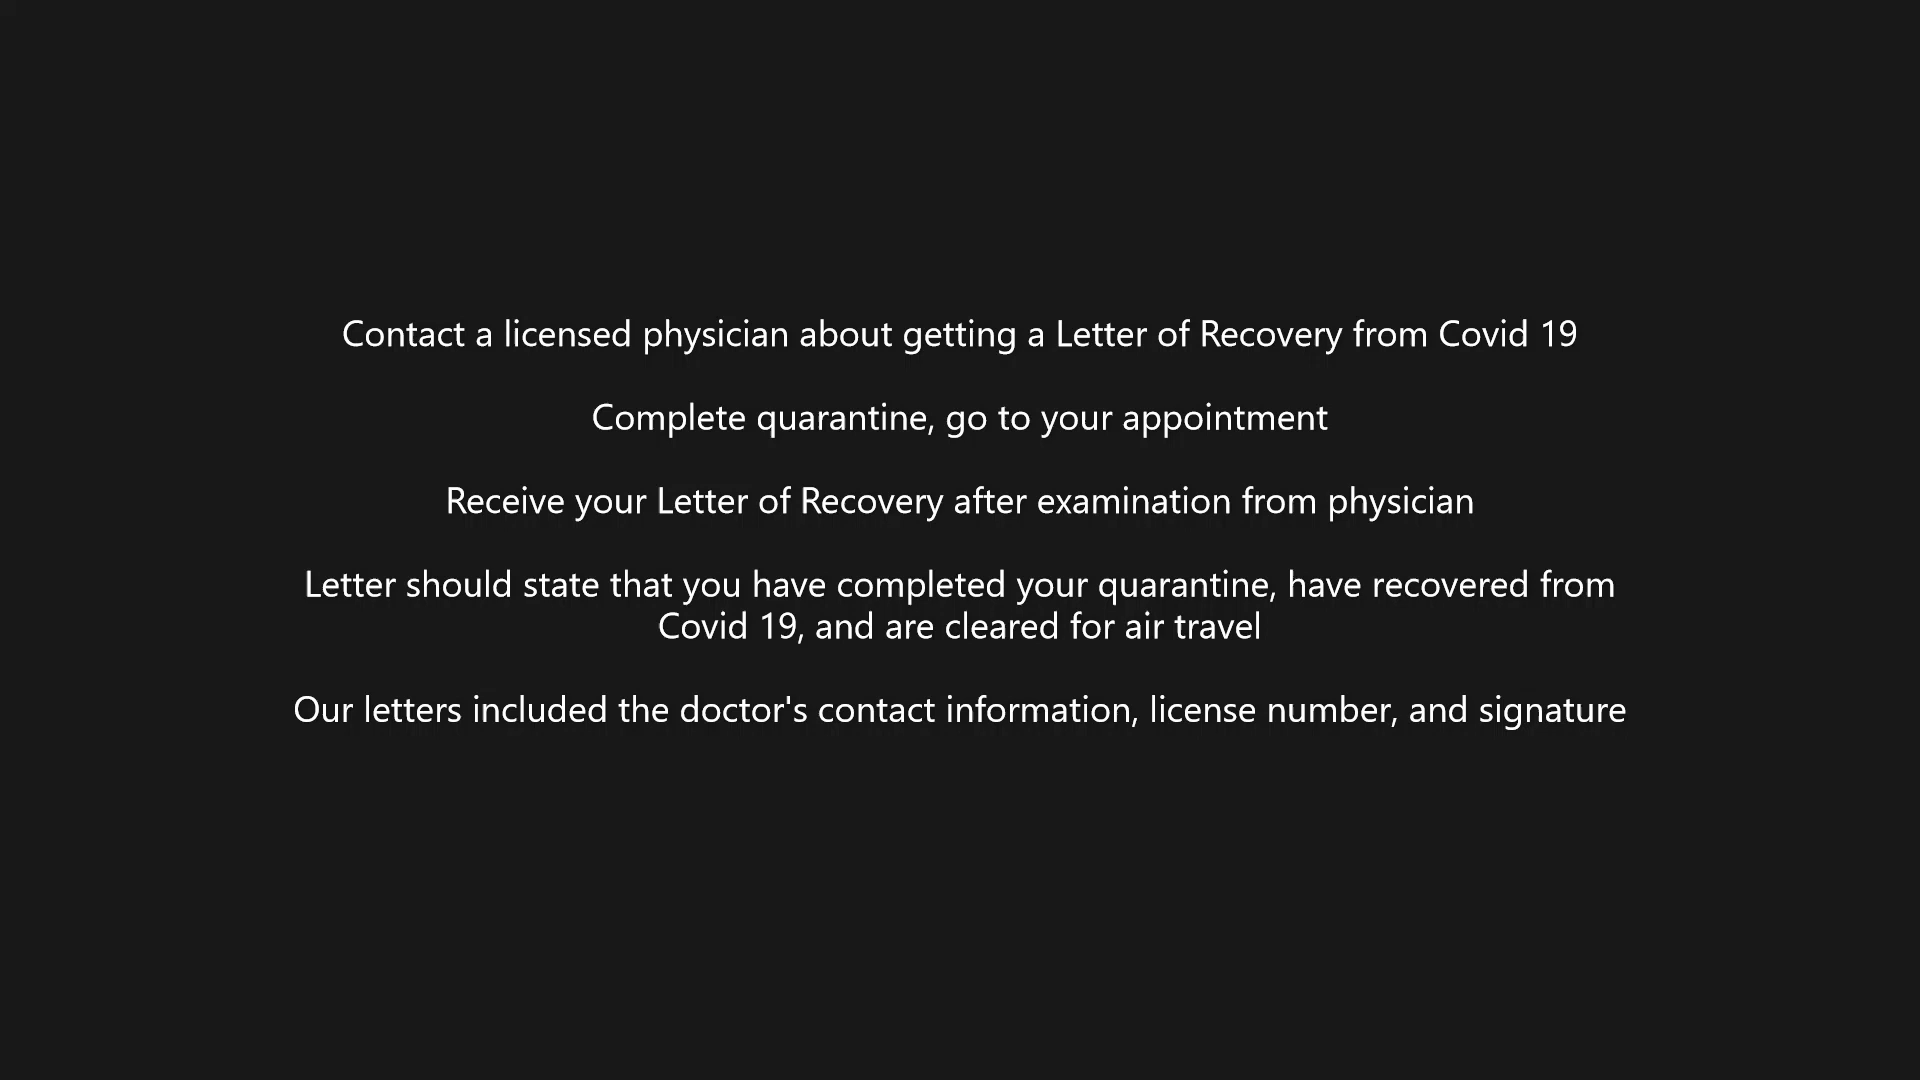 Contact a licensed physician about getting a Letter of Recovery from Covid 19
Complete quarantine, go to your appointment
Receive your Letter of Recovery after examination from physician
Letter should state that you have completed your quarantine, have recovered from
Covid 19, and are cleared for air travel
Our letters included the doctor's contact information, license number, and signature